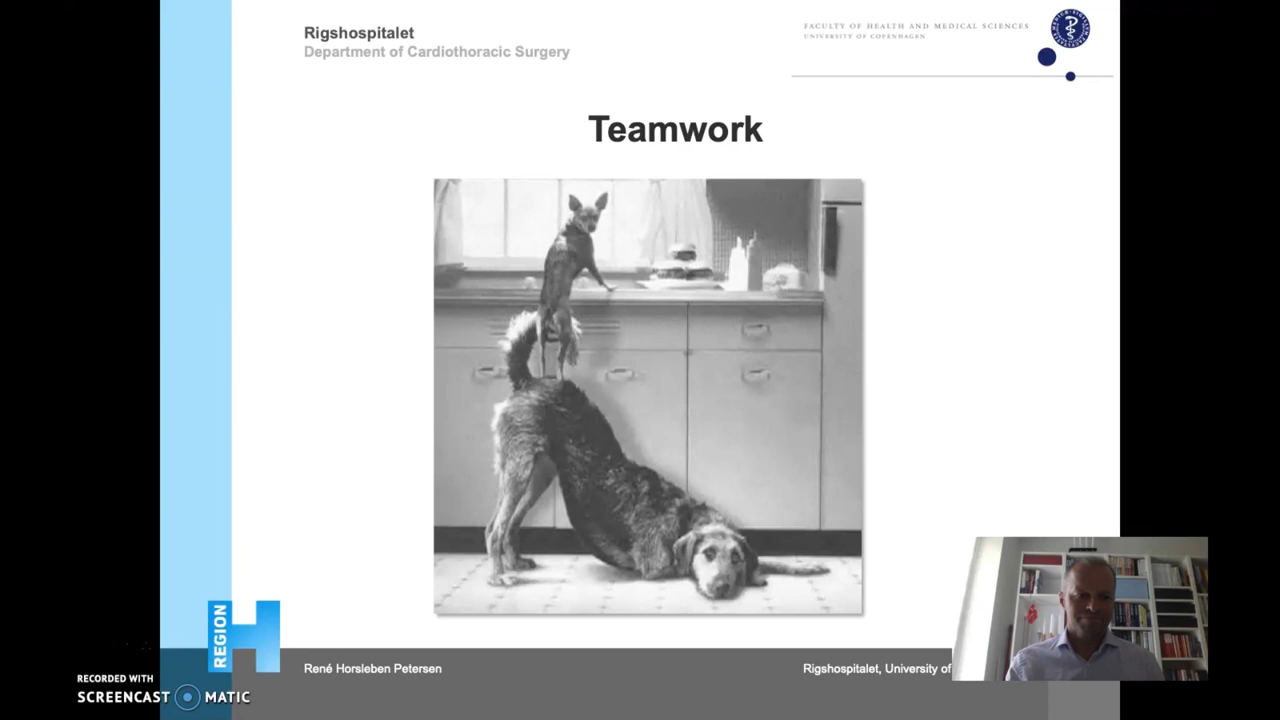 Rigshospitalet
Department of Cardiothoracic Surgery
FACULTY OF HEALTH AND MEDICAL SCIENCES
UNIVERSITY OF COPENHAGEN
Teamwork
REGION
H
René Horsleben Petersen
Rigshospitalet, University of
RECORDED WITH
SCREENCAST MATIC